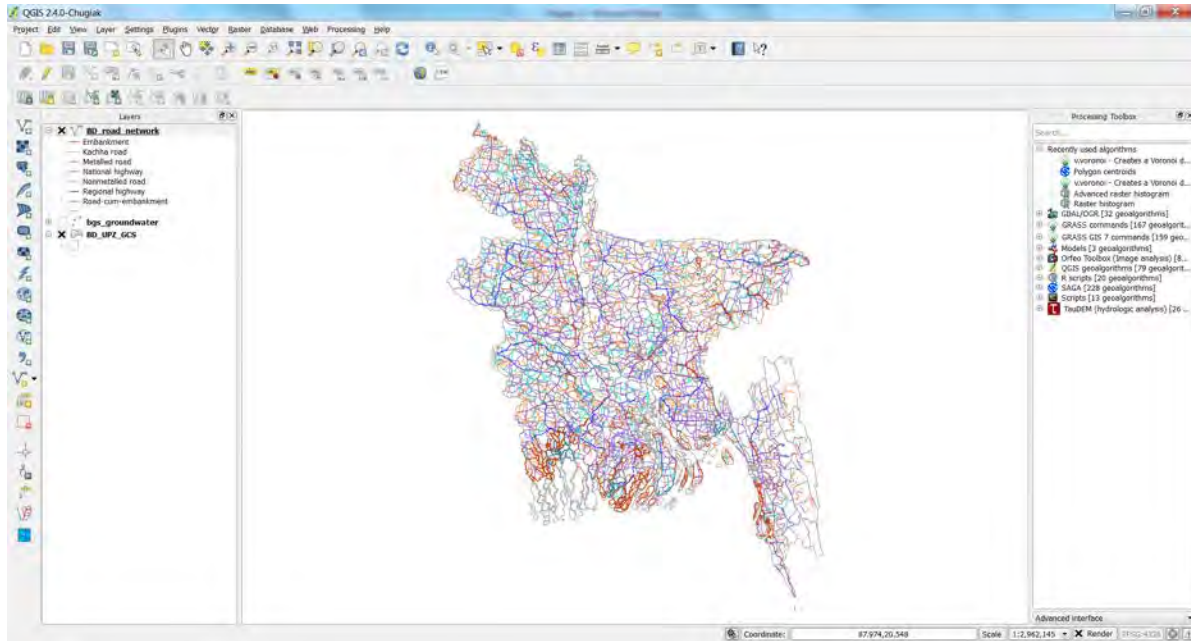 QGIS 2.4.0-Chugiak
Project Edit View Layer Settings Plugins Vector Raster Database Web Processing Help
Layers
BD_road_network
Embankment
Kachha road
Metalled road
National highway
Nonmetalled road
Regional highway
Road-cum-embankment
bgs_groundwater
BD_UPZ_GCS
Processing Toolbox
Search...
Recently used algorithms
v.voronoi - Creates a Voronoi d...
Polygon centroids
v.voronoi - Creates a Voronoi d...
Advanced raster histogram
Raster histogram
GDAL/OGR [32 geoalgorithms]
GRASS commands [167 geoalgorit...
GRASS GIS 7 commands [159 geo...
Models [3 geoalgorithms]
Orfeo Toolbox (Image analysis) [8...
QGIS geoalgorithms [79 geoalgorit...
R scripts [20 geoalgorithms]
SAGA [228 geoalgorithms]
Scripts [13 geoalgorithms]
TauDEM (hydrologic analysis) [26 ...
Advanced interface
Coordinate: 87.974,20.548 Scale 1:2,962,145 Render EPSG:4326